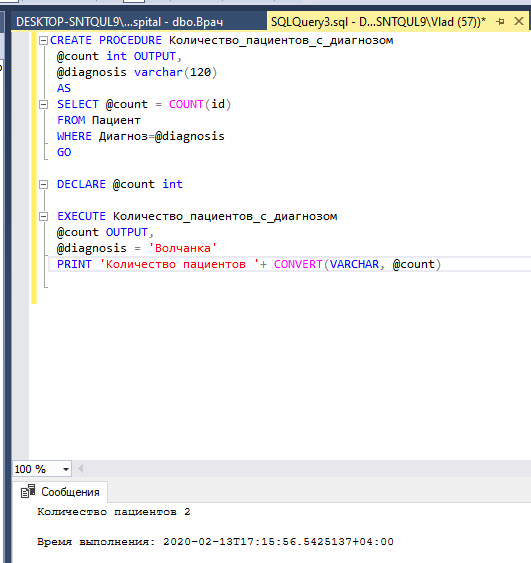 DESKTOP-SNTQUL9\...spital - dbo.Врач
SQLQuery3.sql - D...SNTQUL9\Vlad (57))*
CREATE PROCEDURE Количество_пациентов_с_диагнозом
@count int OUTPUT,
@diagnosis varchar(120)
AS
SELECT @count = COUNT(id)
FROM Пациент
WHERE Диагноз=@diagnosis
GO
DECLARE @count int
EXECUTE Количество_пациентов_с_диагнозом
@count OUTPUT,
@diagnosis = 'Волчанка'
PRINT 'Количество пациентов '+ CONVERT(VARCHAR, @count)
100 %
Сообщения
Количество пациентов 2
Время выполнения: 2020-02-13T17:15:56.5425137+04:00